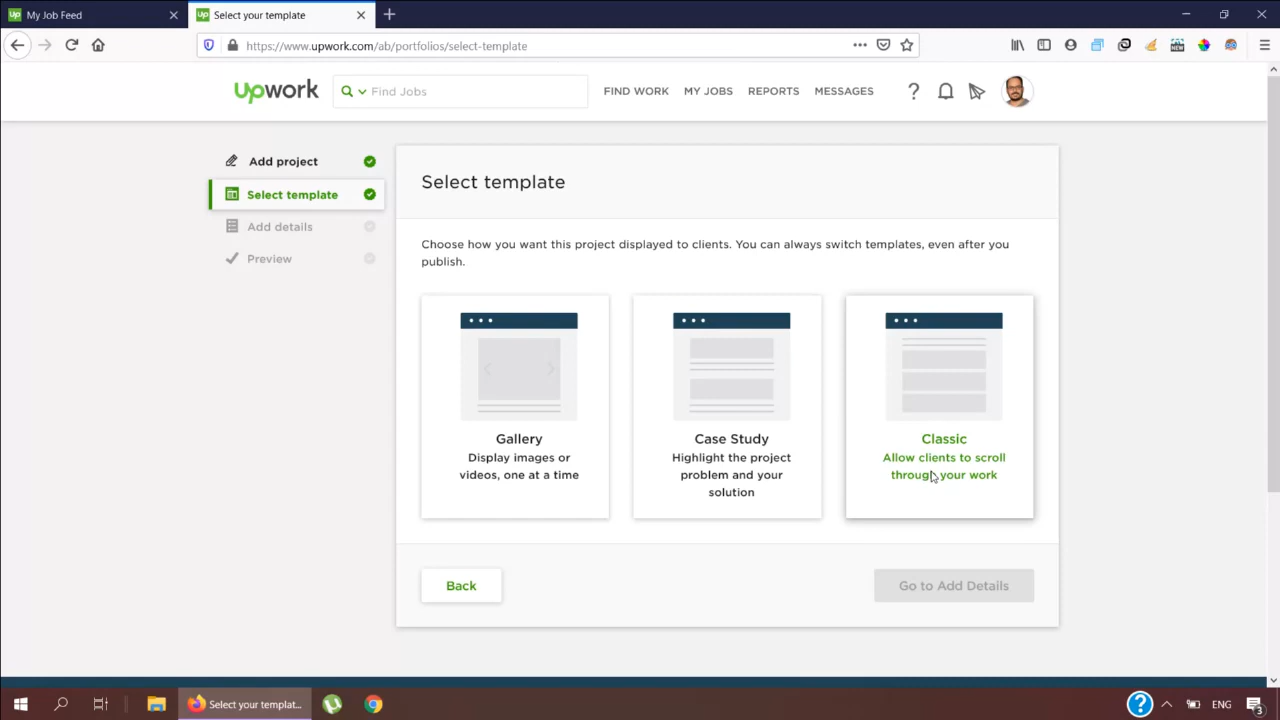 My Job Feed
Select your template
https://www.upwork.com/ab/portfolios/select-template
upwork
Find Jobs
FIND WORK
MY JOBS
REPORTS
MESSAGES
Add project
Select template
Add details
Preview
Select template
Choose how you want this project displayed to clients. You can always switch templates, even after you
publish.
Gallery
Display images or
videos, one at a time
Case Study
Highlight the project
problem and your
solution
Classic
Allow clients to scroll
through your work
Back
Go to Add Details
Select your templat...
ENG
3